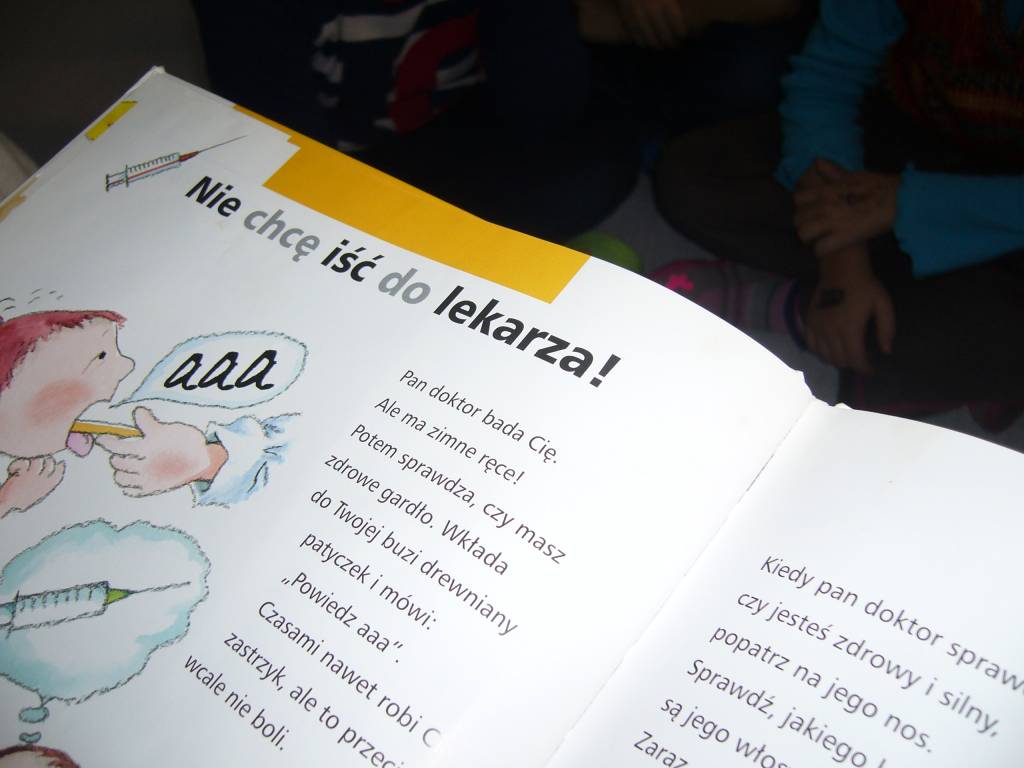 Nie chcę iść do lekarza!
aaa
Pan doktor bada Cię.
Ale ma zimne ręce!
Potem sprawdza, czy masz
zdrowe gardło. Wkłada
do Twojej buzi drewniany
patyczek i mówi:
„Powiedz aaa”.
Czasami nawet robi
zastrzyk, ale to
wcale nie boli.
Kiedy pan doktor
czy jesteś zdrowy i silny,
popatrz na jego nos.
Sprawdź, jakiego
są jego
Zaraz